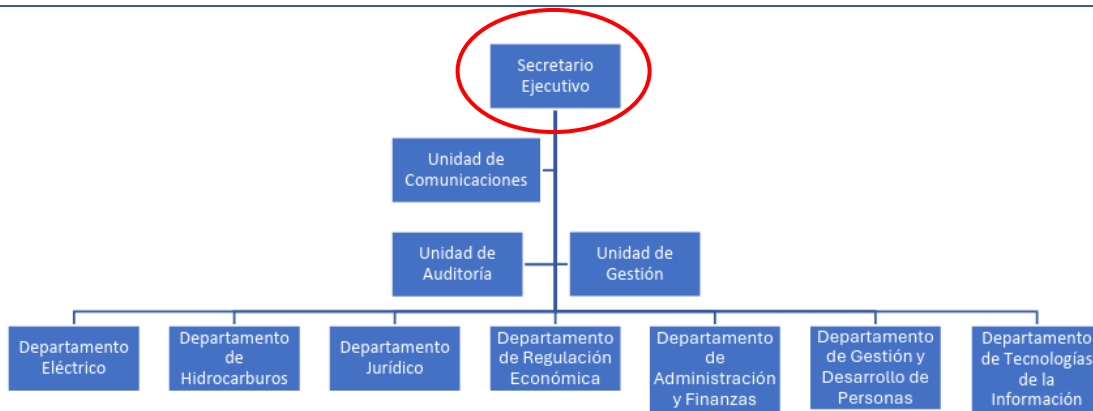 Secretario
Ejecutivo
Unidad de
Comunicaciones
Unidad de
Auditoría
Unidad de
Gestión
Departamento
Eléctrico
Departamento
de
Hidrocarburos
Departamento
Jurídico
Departamento
de Regulación
Económica
Departamento
de
Administración
y Finanzas
Departamento
de Gestión y
Desarrollo de
Personas
Departamento
de Tecnologías
de la
Información